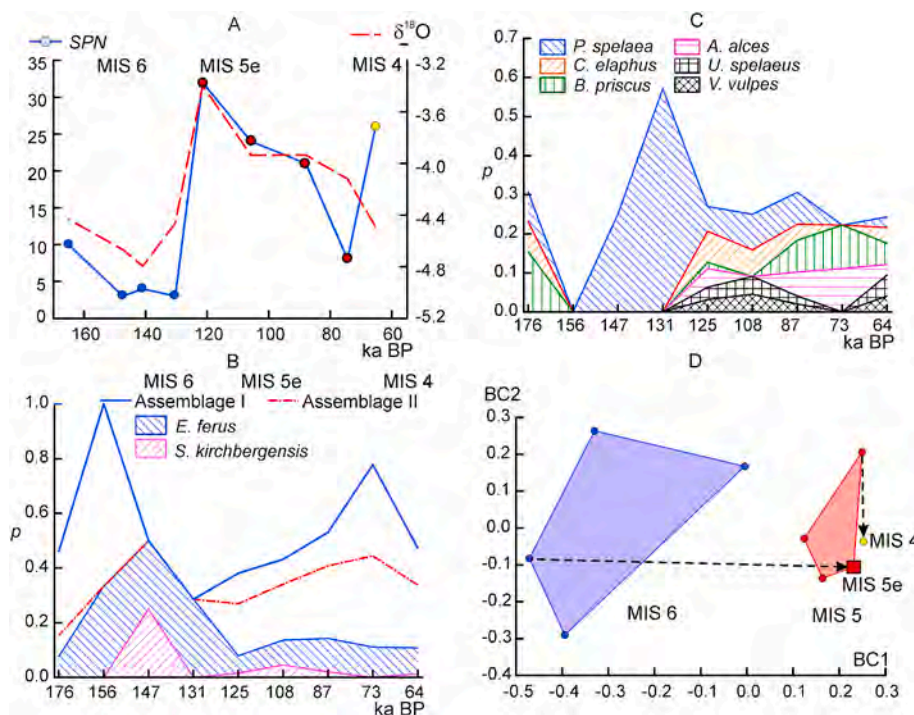 A
SPN
δ¹⁸O
MIS 6
MIS 5e
MIS 4
35
30
25
20
15
10
5
0
-3.2
-3.6
-4.0
-4.4
-4.8
-5.2
160 140 120 100 80 60
ka BP
C
P. spelaea
A. alces
C. elaphus
U. spelaeus
B. priscus
V. vulpes
0.7
0.6
0.5
0.4
p
0.3
0.2
0.1
0.0
176 156 147 131 125 108 87 73 64
ka BP
B
MIS 6
MIS 5e
MIS 4
Assemblage I
Assemblage II
E. ferus
S. kirchbergensis
1.0
0.8
0.6
p
0.4
0.2
0.0
176 156 147 131 125 108 87 73 64
ka BP
D
BC2
0.3
0.2
0.1
0.0
-0.1
-0.3
-0.4
MIS 4
MIS 5e
MIS 6
MIS 5
BC1
-0.5 -0.4 -0.3 -0.2 -0.1 0.0 0.1 0.2 0.3